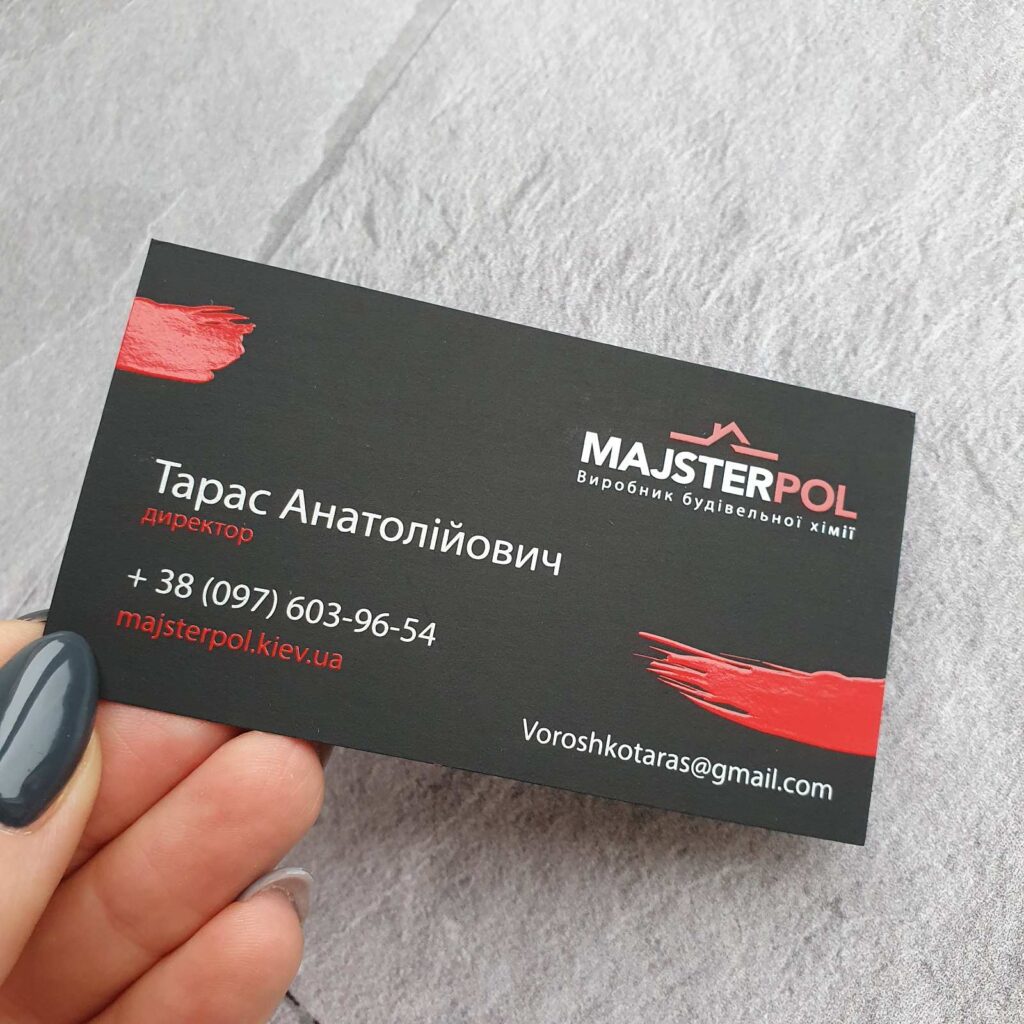 MAJSTERPOL
Виробник будівельної хімії
Тарас Анатолійович
директор
+ 38 (097) 603-96-54
majsterpol.kiev.ua
Voroshkotaras@gmail.com